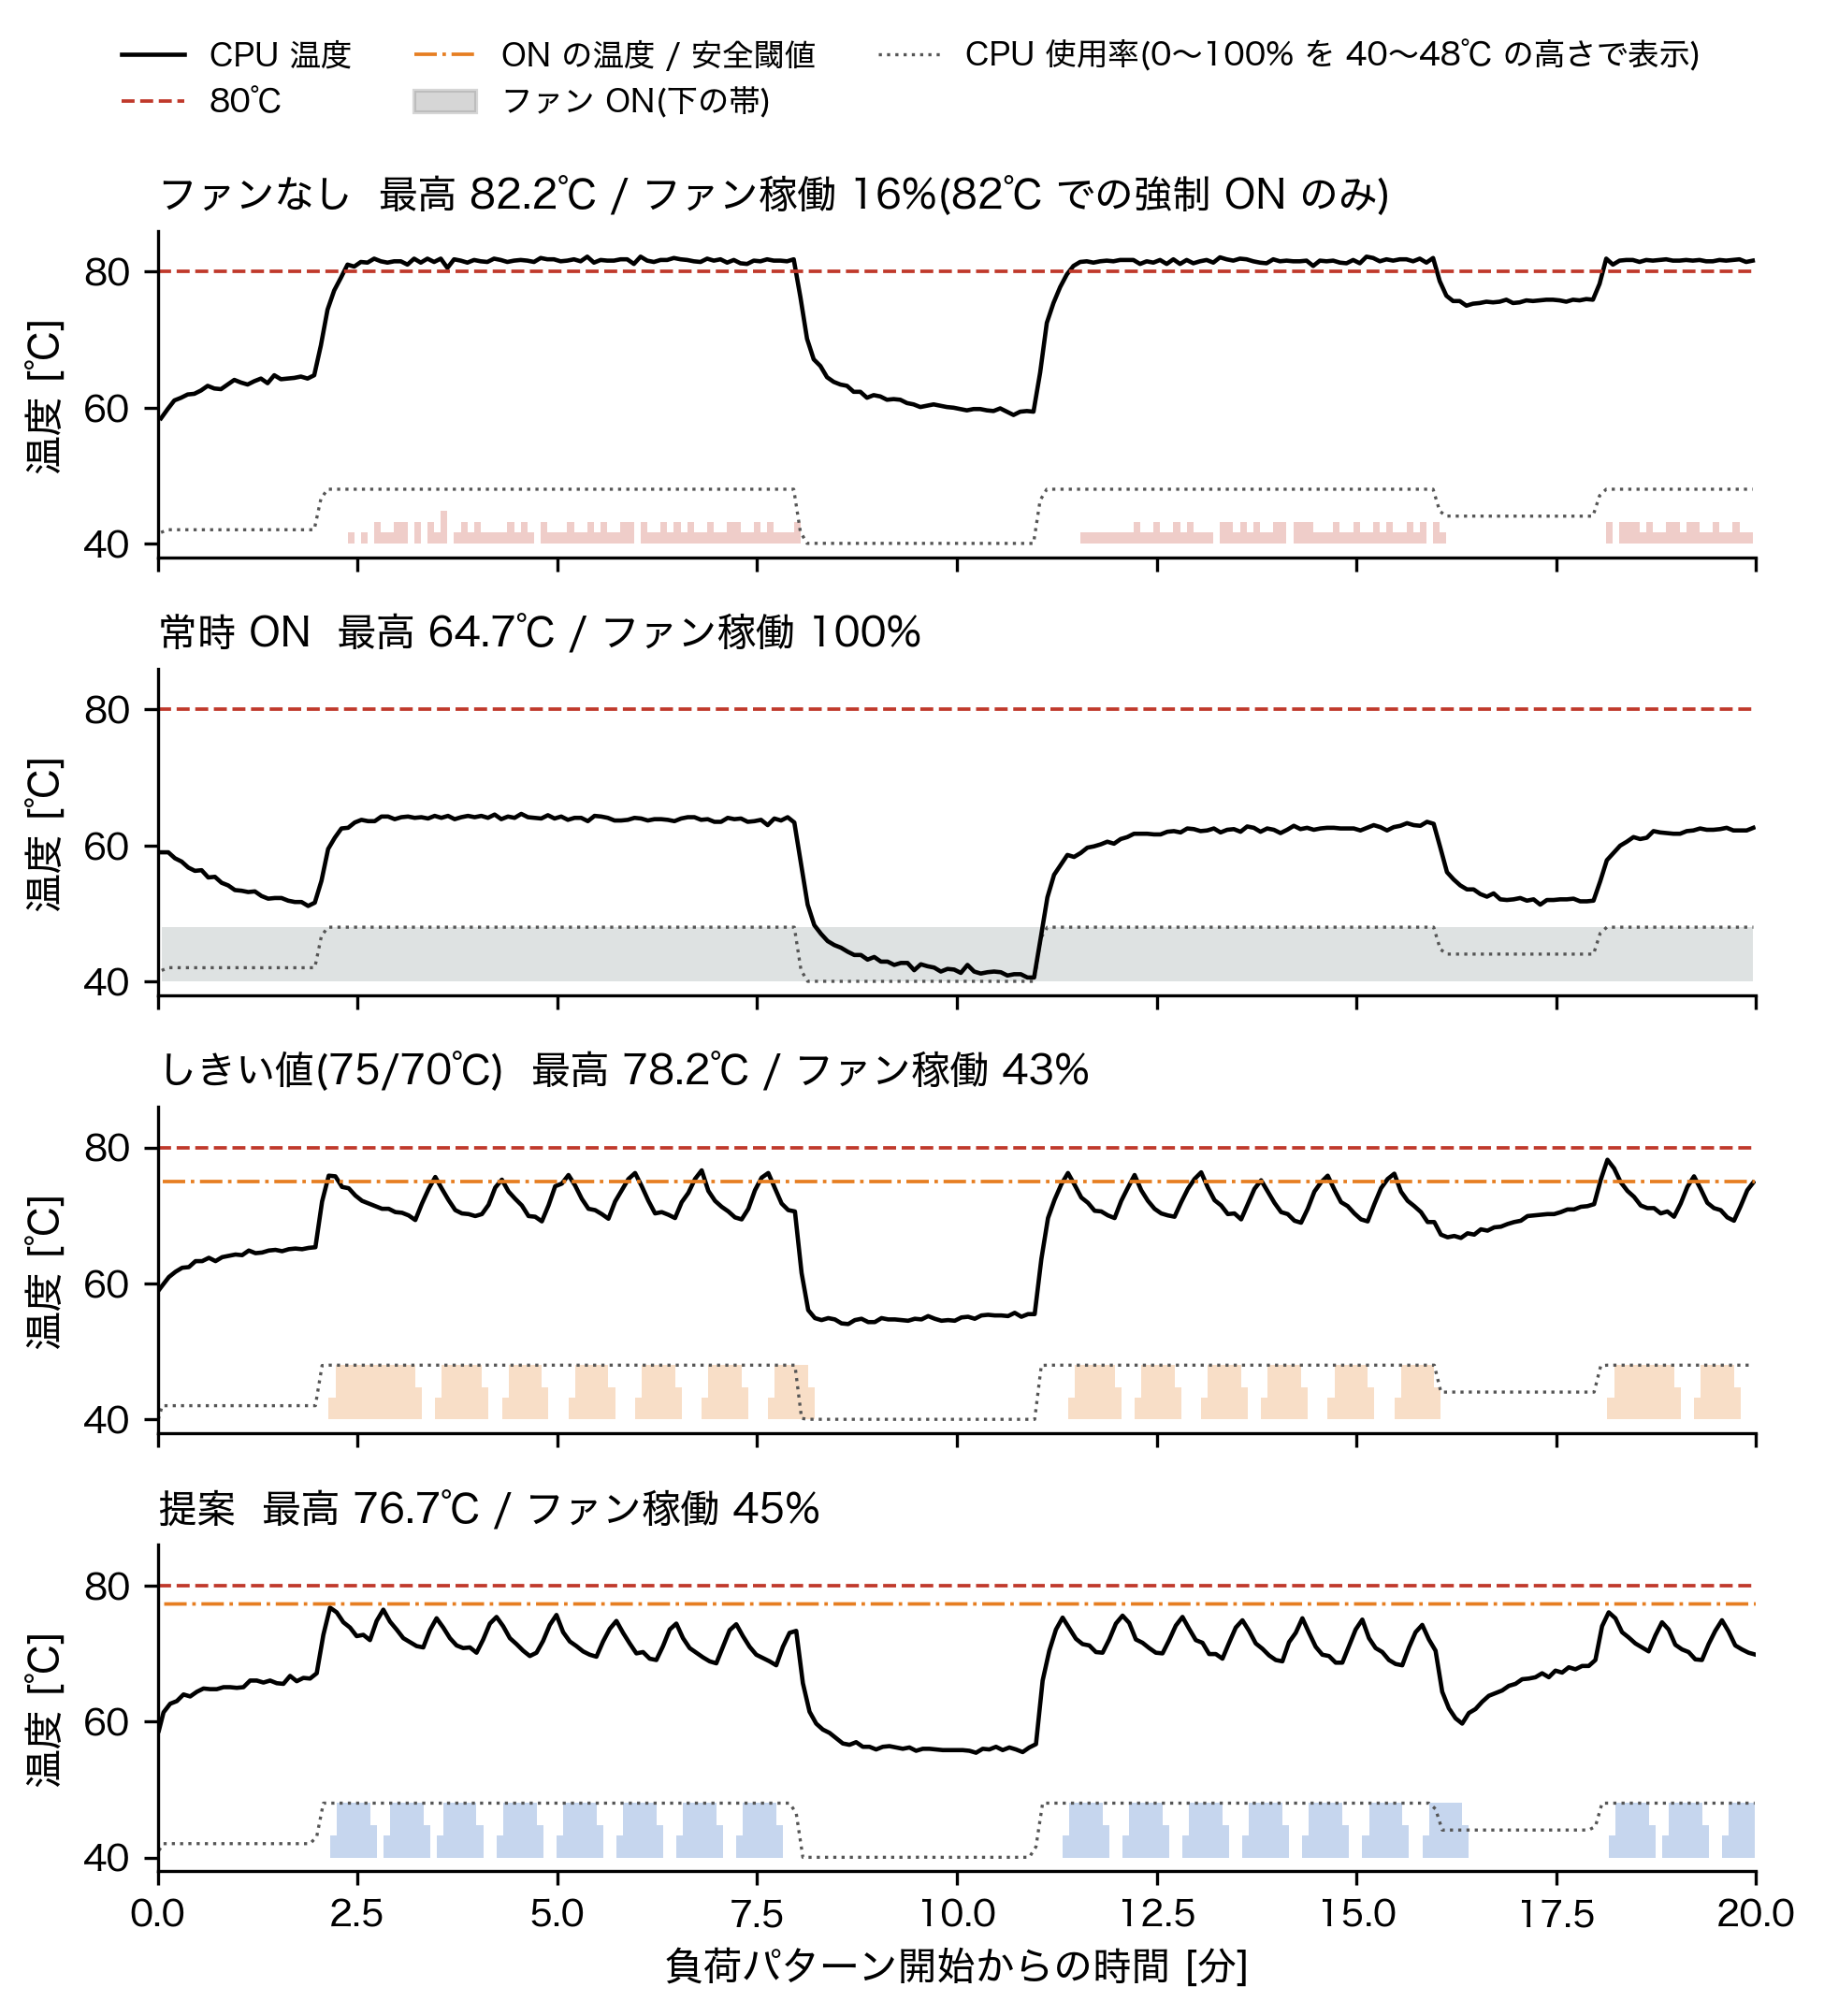 CPU 温度
ON の温度 / 安全閾値
CPU 使用率(0〜100% を 40〜48℃ の高さで表示)
80℃
ファン ON(下の帯)
ファンなし 最高 82.2℃ / ファン稼働 16%(82℃ での強制 ON のみ)
温度 [℃]
80
60
40
常時 ON 最高 64.7℃ / ファン稼働 100%
温度 [℃]
80
60
40
しきい値(75/70℃) 最高 78.2℃ / ファン稼働 43%
温度 [℃]
80
60
40
提案 最高 76.7℃ / ファン稼働 45%
温度 [℃]
80
60
40
0.0 2.5 5.0 7.5 10.0 12.5 15.0 17.5 20.0
負荷パターン開始からの時間 [分]